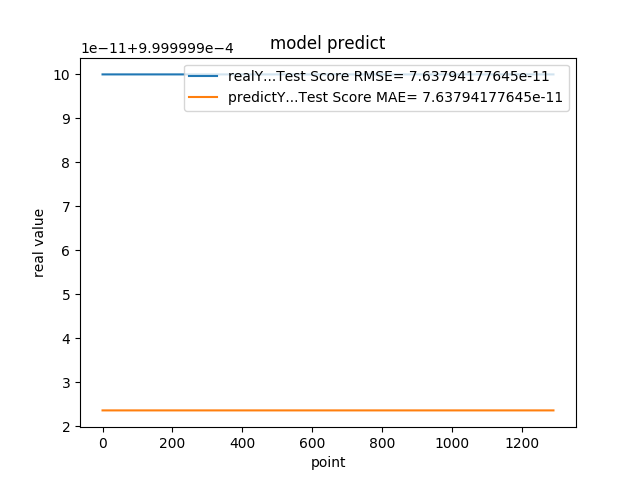 model predict
1e−11+9.999999e−4
realY...Test Score RMSE= 7.63794177645e-11
predictY...Test Score MAE= 7.63794177645e-11
real value
10
9
8
7
6
5
4
3
2
0 200 400 600 800 1000 1200
point